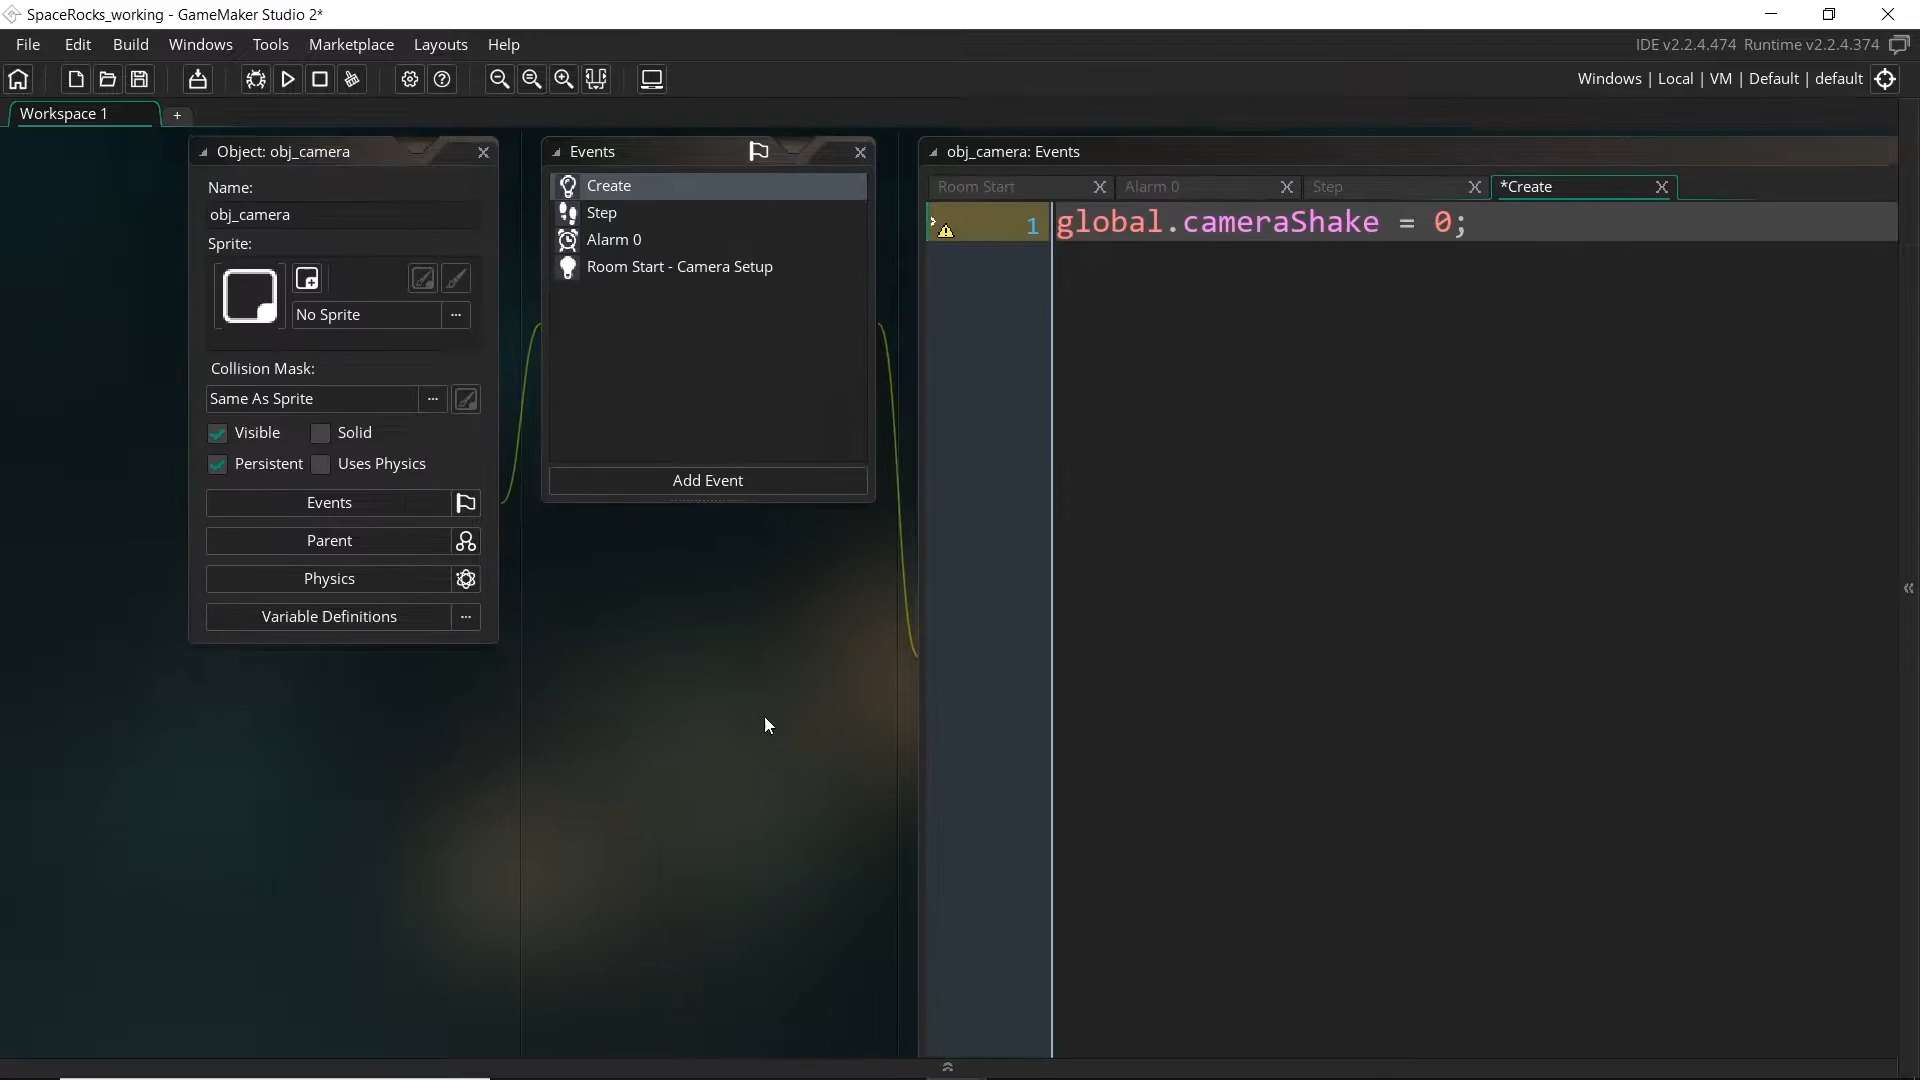 SpaceRocks_working - GameMaker Studio 2*
File Edit Build Windows Tools Marketplace Layouts Help
IDE v2.2.4.474 Runtime v2.2.4.374
Windows | Local | VM | Default | default
Workspace 1 +
Object: obj_camera
Name:
obj_camera
Sprite:
No Sprite ...
Collision Mask:
Same As Sprite ...
Visible Solid
Persistent Uses Physics
Events
Parent
Physics
Variable Definitions ...
Events
Create
Step
Alarm 0
Room Start - Camera Setup
Add Event
obj_camera: Events
Room Start X Alarm 0 X Step X *Create X
1 global.cameraShake = 0;